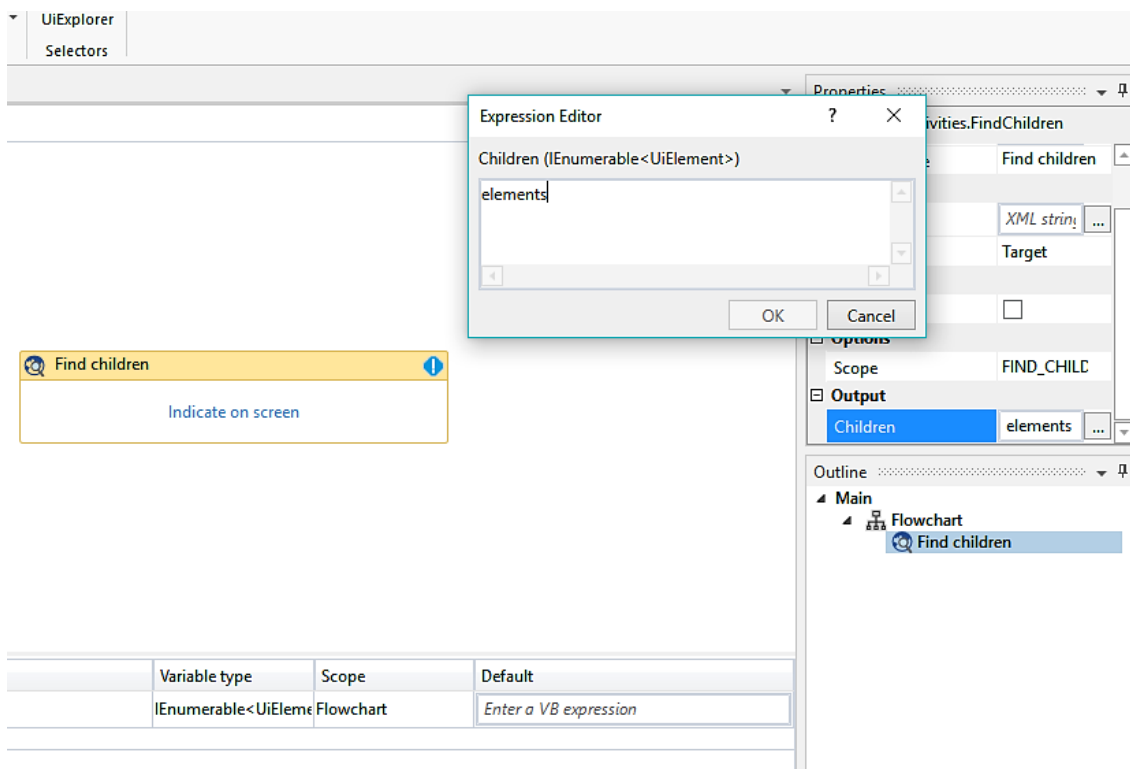 UiExplorer
Selectors
Properties
Expression Editor
?
ivities.FindChildren
Children (IEnumerable<UiElement>)
Find children
elements
XML string
...
Target
OK
Cancel
Options
Find children
Scope
FIND_CHILD
Indicate on screen
Output
Children
elements
...
Outline
Main
Flowchart
Find children
Variable type
Scope
Default
IEnumerable<UiEleme
Flowchart
Enter a VB expression